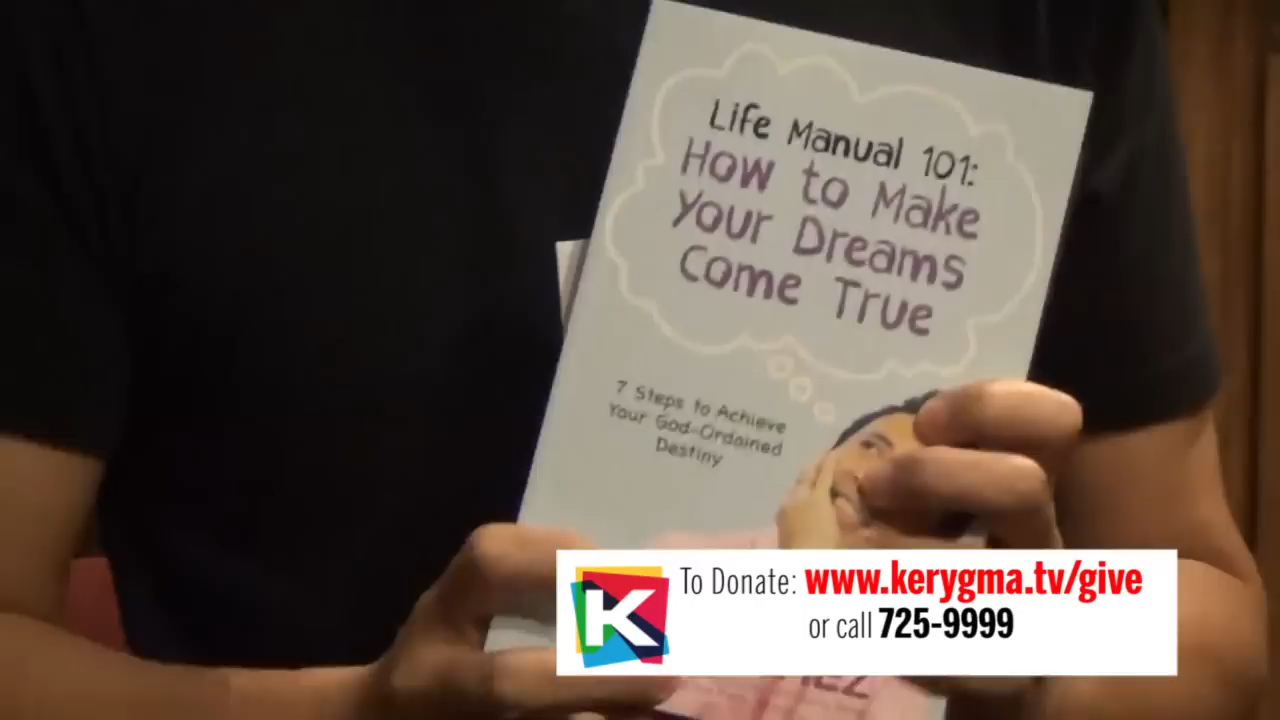 Life Manual 101:
How to Make
Your Dreams
Come True
7 Steps to Achieve
Your God-Ordained
Destiny
K
To Donate: www.kerygma.tv/give
or call 725-9999